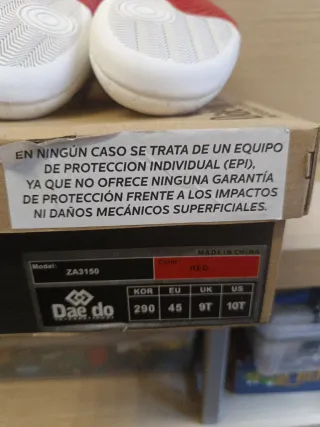 EN NINGÚN CASO SE TRATA DE UN EQUIPO
DE PROTECCION INDIVIDUAL (EPI),
YA QUE NO OFRECE NINGUNA GARANTÍA
DE PROTECCIÓN FRENTE A LOS IMPACTOS
NI DAÑOS MECÁNICOS SUPERFICIALES.
MADE IN CHINA
Model: ZA3150 Color: RED
Dae do
KOR EU UK US
290 45 9T 10T